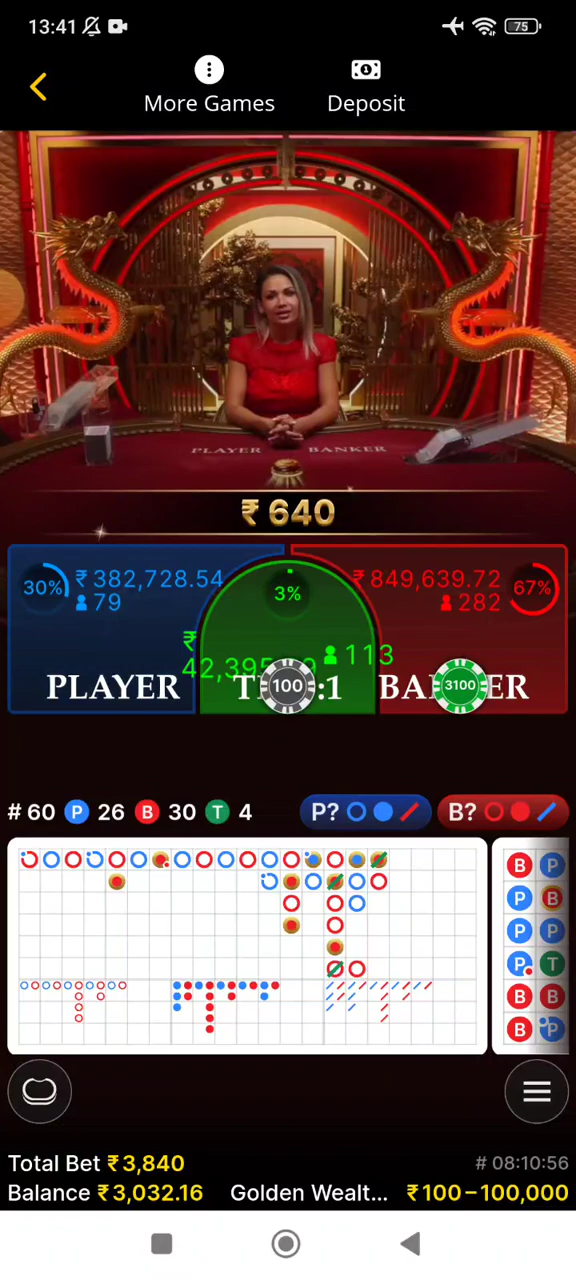 13:41
75
More Games
Deposit
PLAYER
BANKER
₹ 640
30%
₹ 382,728.54
79
3%
₹ 849,639.72
282
67%
₹
113
PLAYER
100
:1
3100
# 60 P 26 B 30 T 4
P?
B?
B P
P B
P P
P T
B B
B P
Total Bet ₹3,840
# 08:10:56
Balance ₹3,032.16
Golden Wealt...
₹100–100,000